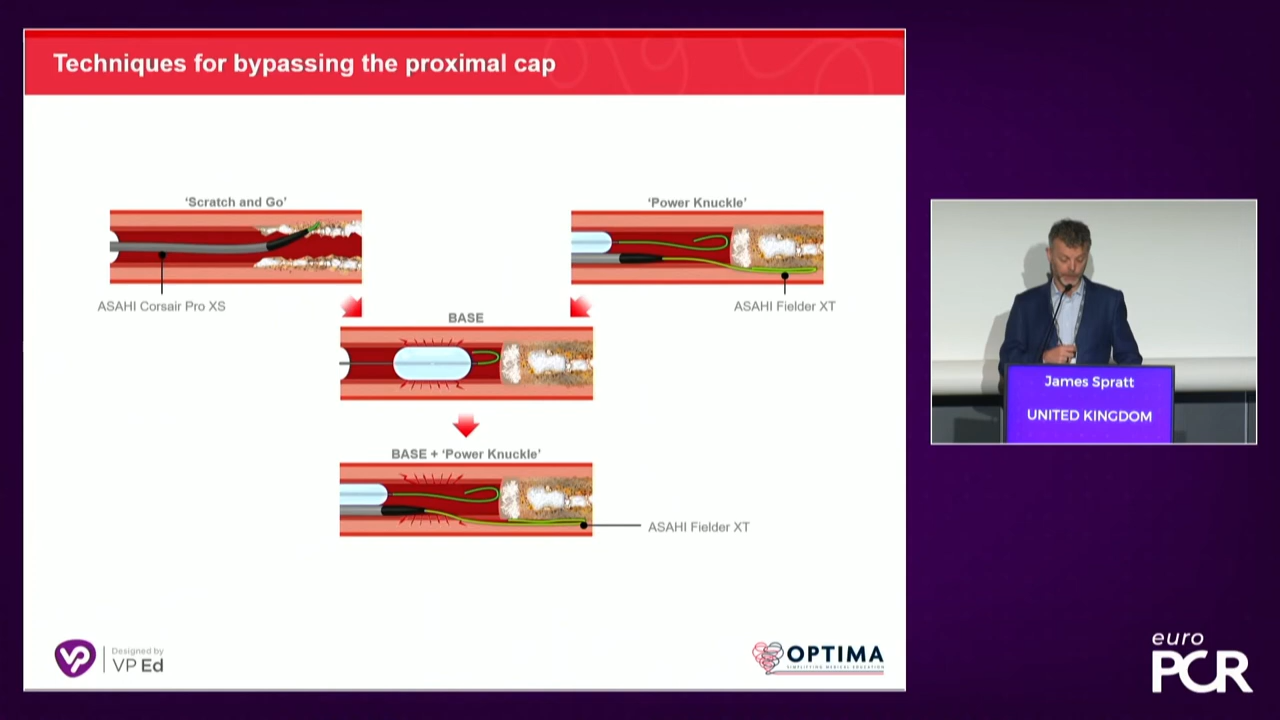 Techniques for bypassing the proximal cap
‘Scratch and Go’
‘Power Knuckle’
ASAHI Corsair Pro XS
ASAHI Fielder XT
BASE
BASE + ‘Power Knuckle’
ASAHI Fielder XT
VP
Designed by
VP Ed
OPTIMA
SIMPLIFYING MEDICAL EDUCATION
James Spratt
UNITED KINGDOM
euro
PCR